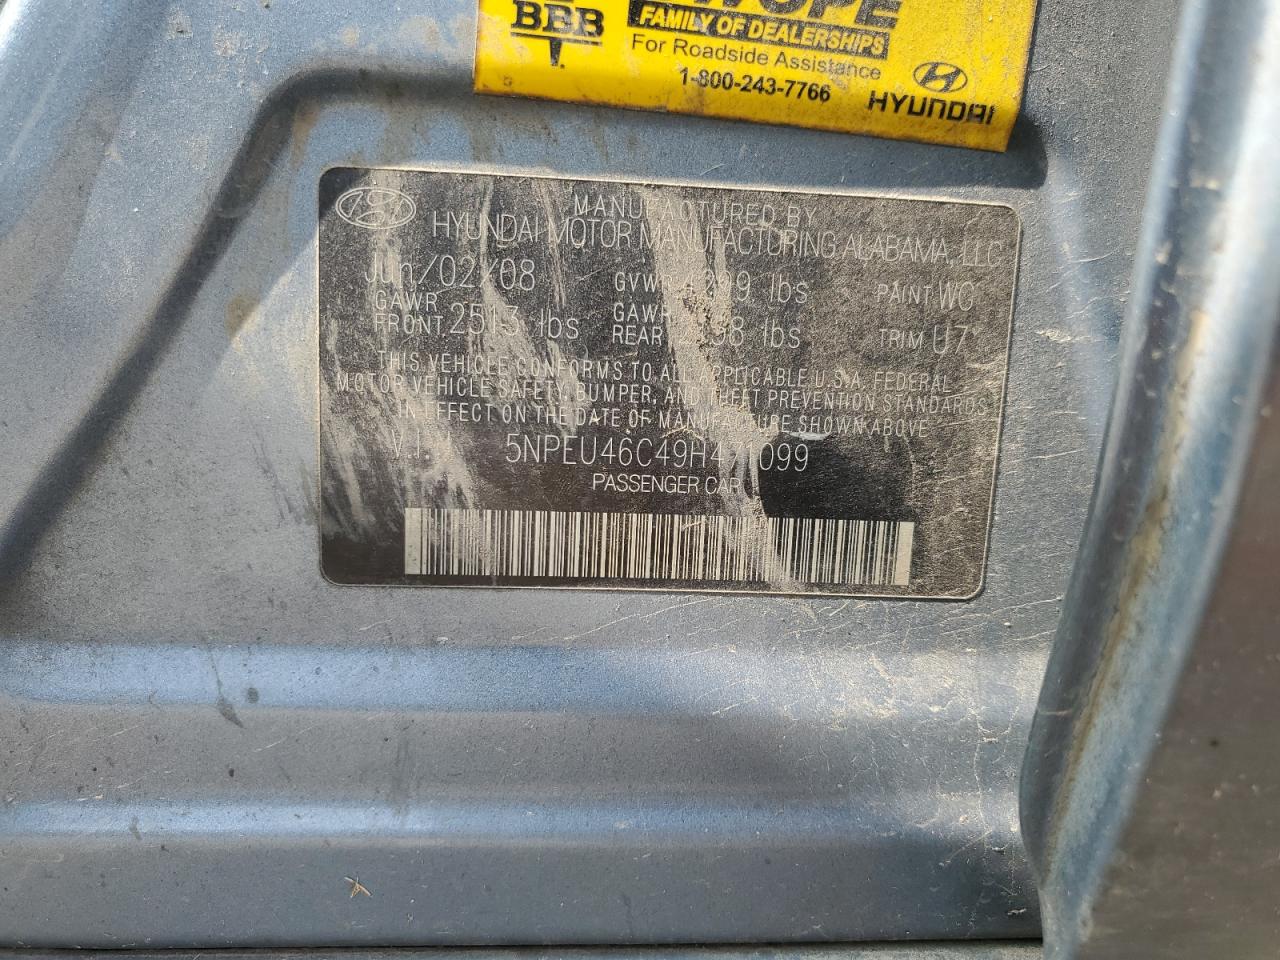 BBB
FAMILY OF DEALERSHIPS
For Roadside Assistance
1-800-243-7766
HYUNDAI
MANUFACTURED BY
HYUNDAI MOTOR MANUFACTURING ALABAMA, LLC
Jun/02/08 GVWR lbs PAINT
GAWR FRONT 2513 lbs GAWR REAR lbs TRIM U7
THIS VEHICLE CONFORMS TO ALL APPLICABLE U.S.A. FEDERAL
MOTOR VEHICLE SAFETY, BUMPER, AND THEFT PREVENTION STANDARDS
IN EFFECT ON THE DATE OF MANUFACTURE SHOWN ABOVE
PASSENGER CAR